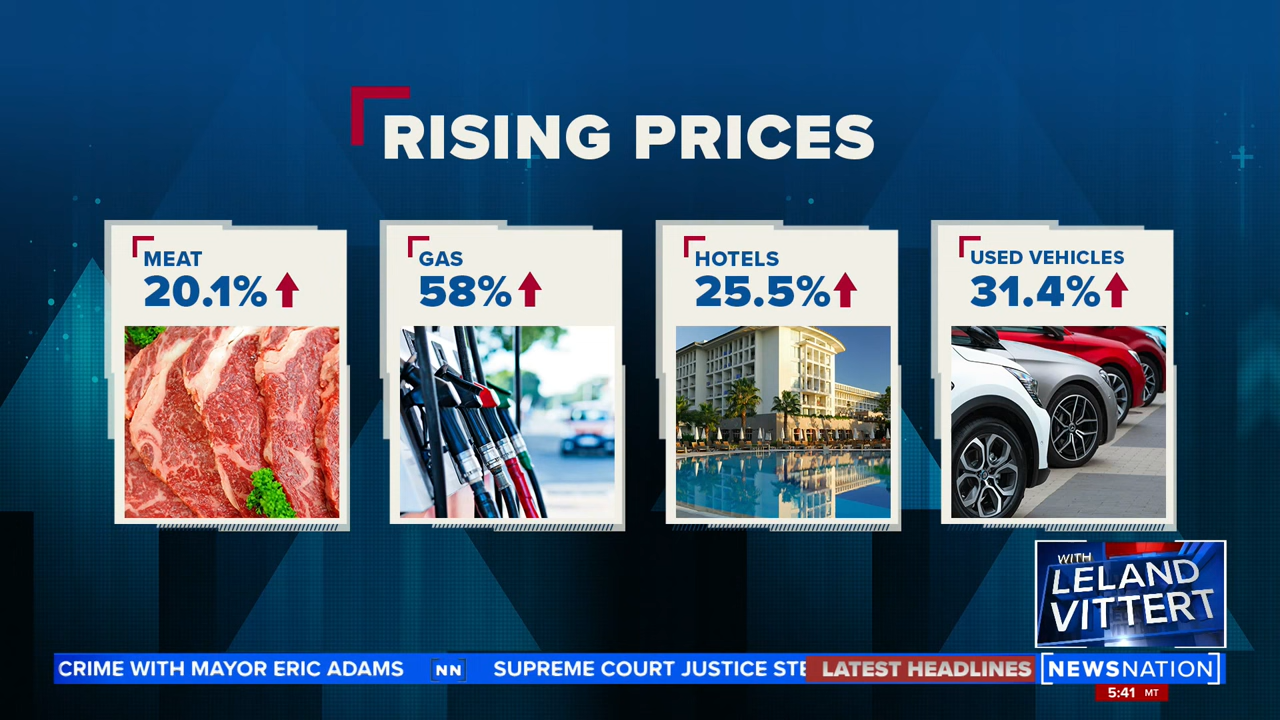 RISING PRICES
MEAT
20.1%
GAS
58%
HOTELS
25.5%
USED VEHICLES
31.4%
WITH
LELAND
VITTERT
CRIME WITH MAYOR ERIC ADAMS NN SUPREME COURT JUSTICE STE LATEST HEADLINES NEWSNATION
5:41 MT